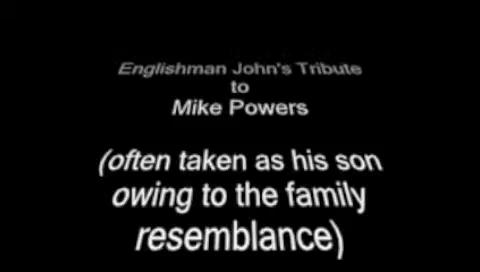 Englishman John's Tribute
to
Mike Powers
(often taken as his son
owing to the family
resemblance)